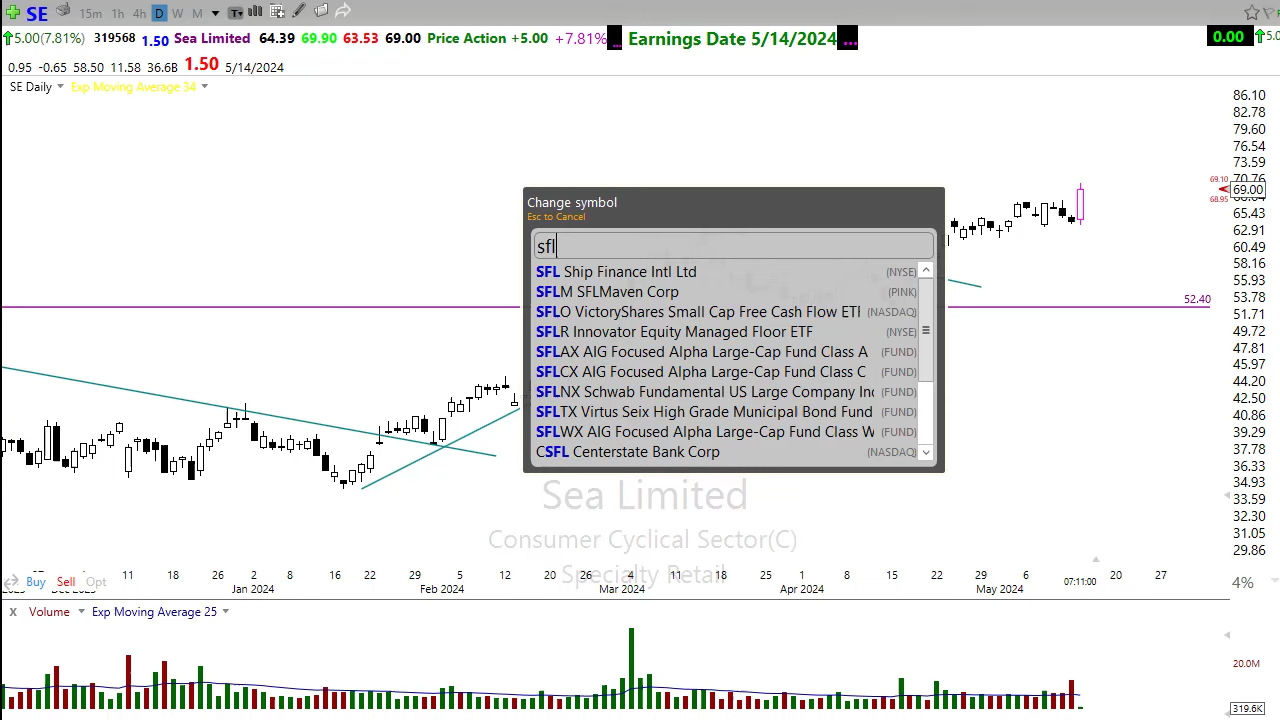 SE 15m 1h 4h D W M T
5.00(7.81%) 319568 1.50 Sea Limited 64.39 69.90 63.53 69.00 Price Action +5.00 +7.81% ... Earnings Date 5/14/2024 ... 0.00 5.0
0.95 -0.65 58.50 11.58 36.6B 1.50 5/14/2024
SE Daily Exp Moving Average 34
86.10
82.78
79.60
76.54
73.59
70.76
69.10
69.00
68.95
65.43
62.91
60.49
58.16
55.93
53.78
52.40
51.71
49.72
47.81
45.97
44.20
42.50
40.86
39.29
37.78
36.33
34.93
33.59
32.30
31.05
29.86
Change symbol
Esc to Cancel
sfl
SFL Ship Finance Intl Ltd (NYSE)
SFLM SFLMaven Corp (PINK)
SFLO VictoryShares Small Cap Free Cash Flow ETF (NASDAQ)
SFLR Innovator Equity Managed Floor ETF (NYSE)
SFLAX AIG Focused Alpha Large-Cap Fund Class A (FUND)
SFLCX AIG Focused Alpha Large-Cap Fund Class C (FUND)
SFLNX Schwab Fundamental US Large Company Inc (FUND)
SFLTX Virtus Seix High Grade Municipal Bond Fund (FUND)
SFLWX AIG Focused Alpha Large-Cap Fund Class W (FUND)
CSFL Centerstate Bank Corp (NASDAQ)
Sea Limited
Consumer Cyclical Sector(C)
Specialty Retail
11 18 26 2 8 16 22 29 5 12 20 26 4 11 18 25 1 8 15 22 29 6 07:11:00 20 27
Buy Sell Opt 4%
Jan 2024 Feb 2024 Mar 2024 Apr 2024 May 2024
X Volume Exp Moving Average 25
20.0M
319.6K